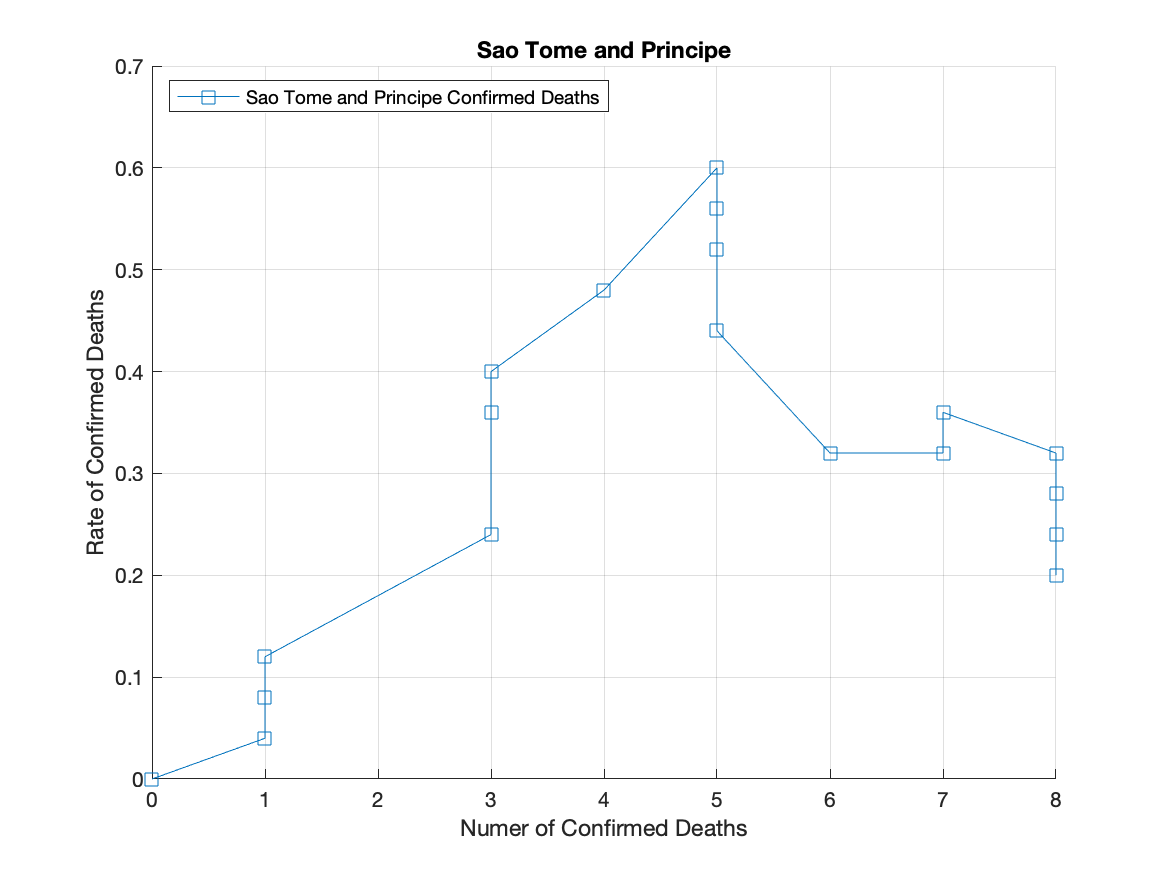 Sao Tome and Principe
Sao Tome and Principe Confirmed Deaths
0.7
0.6
0.5
0.4
0.3
0.2
0.1
0
Rate of Confirmed Deaths
0 1 2 3 4 5 6 7 8
Numer of Confirmed Deaths